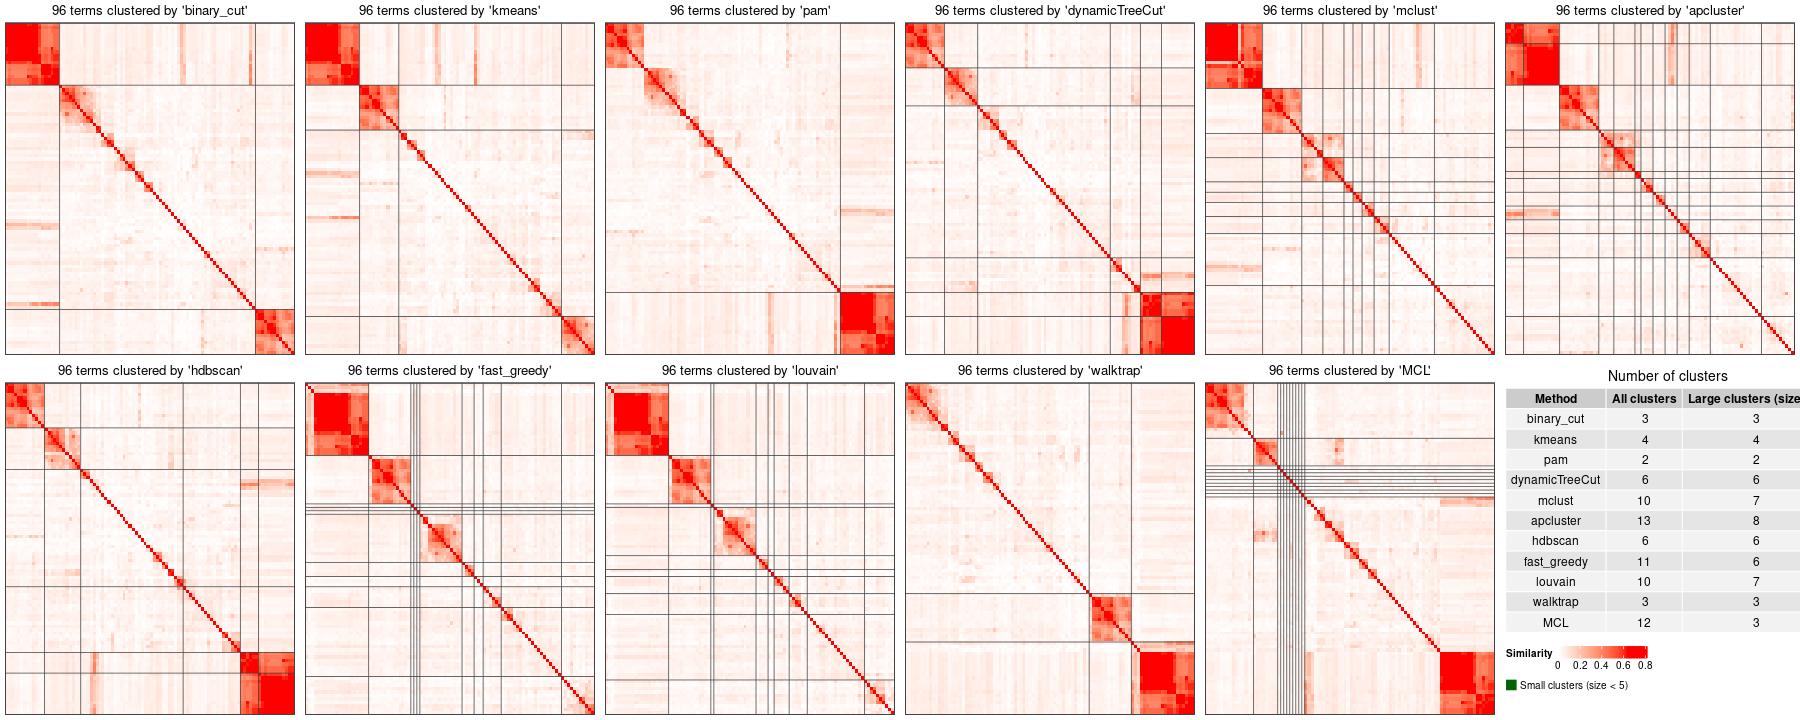 96 terms clustered by 'binary_cut'
96 terms clustered by 'kmeans'
96 terms clustered by 'pam'
96 terms clustered by 'dynamicTreeCut'
96 terms clustered by 'mclust'
96 terms clustered by 'apcluster'
96 terms clustered by 'hdbscan'
96 terms clustered by 'fast_greedy'
96 terms clustered by 'louvain'
96 terms clustered by 'walktrap'
96 terms clustered by 'MCL'
Number of clusters
Method All clusters Large clusters (size
binary_cut 3 3
kmeans 4 4
pam 2 2
dynamicTreeCut 6 6
mclust 10 7
apcluster 13 8
hdbscan 6 6
fast_greedy 11 6
louvain 10 7
walktrap 3 3
MCL 12 3
Similarity
0 0.2 0.4 0.6 0.8
Small clusters (size < 5)